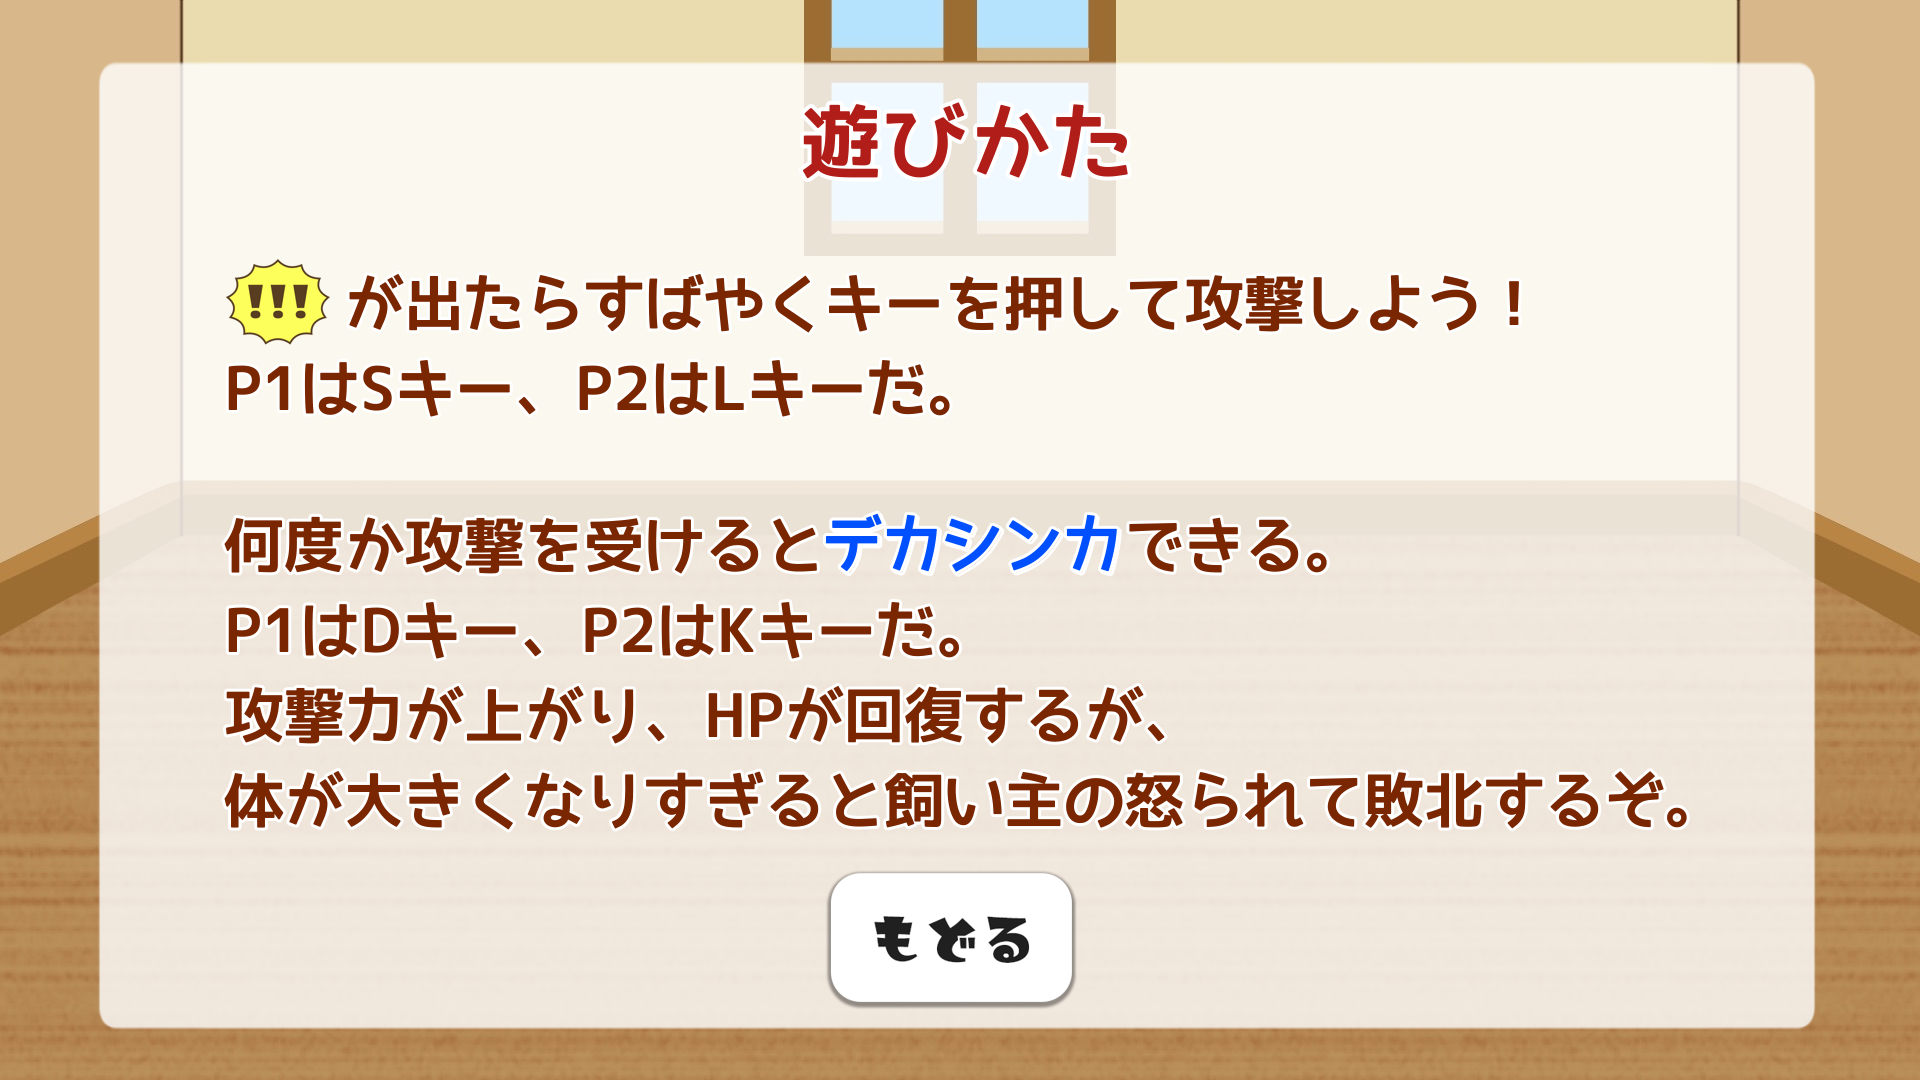 遊びかた
!!! が出たらすばやくキーを押して攻撃しよう！
P1はSキー、P2はLキーだ。
何度か攻撃を受けるとデカシンカできる。
P1はDキー、P2はKキーだ。
攻撃力が上がり、HPが回復するが、
体が大きくなりすぎると飼い主の怒られて敗北するぞ。
もどる